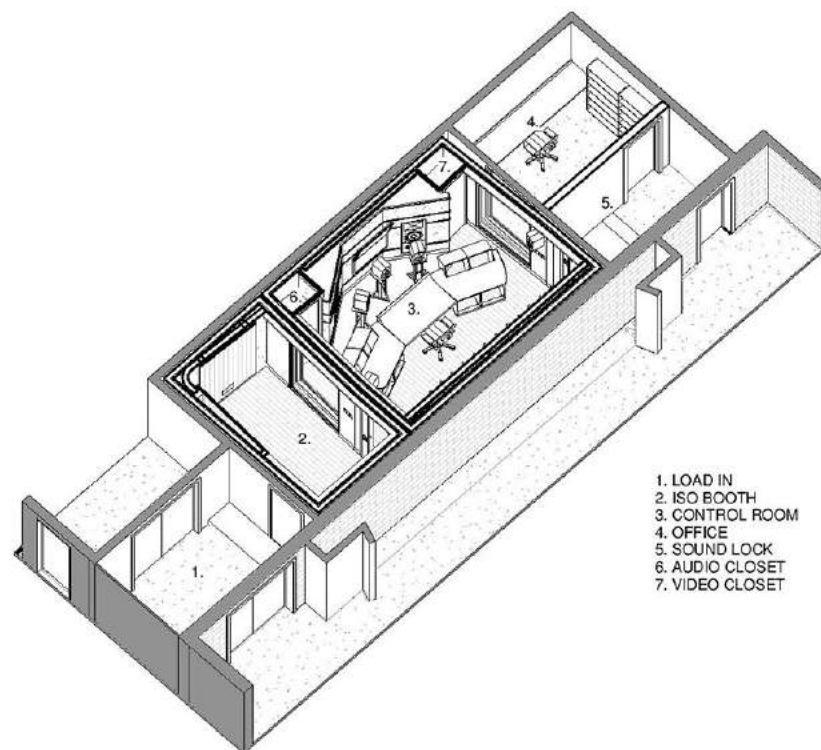 4.
7.
5.
6.
3.
2.
1.
1. LOAD IN
2. ISO BOOTH
3. CONTROL ROOM
4. OFFICE
5. SOUND LOCK
6. AUDIO CLOSET
7. VIDEO CLOSET